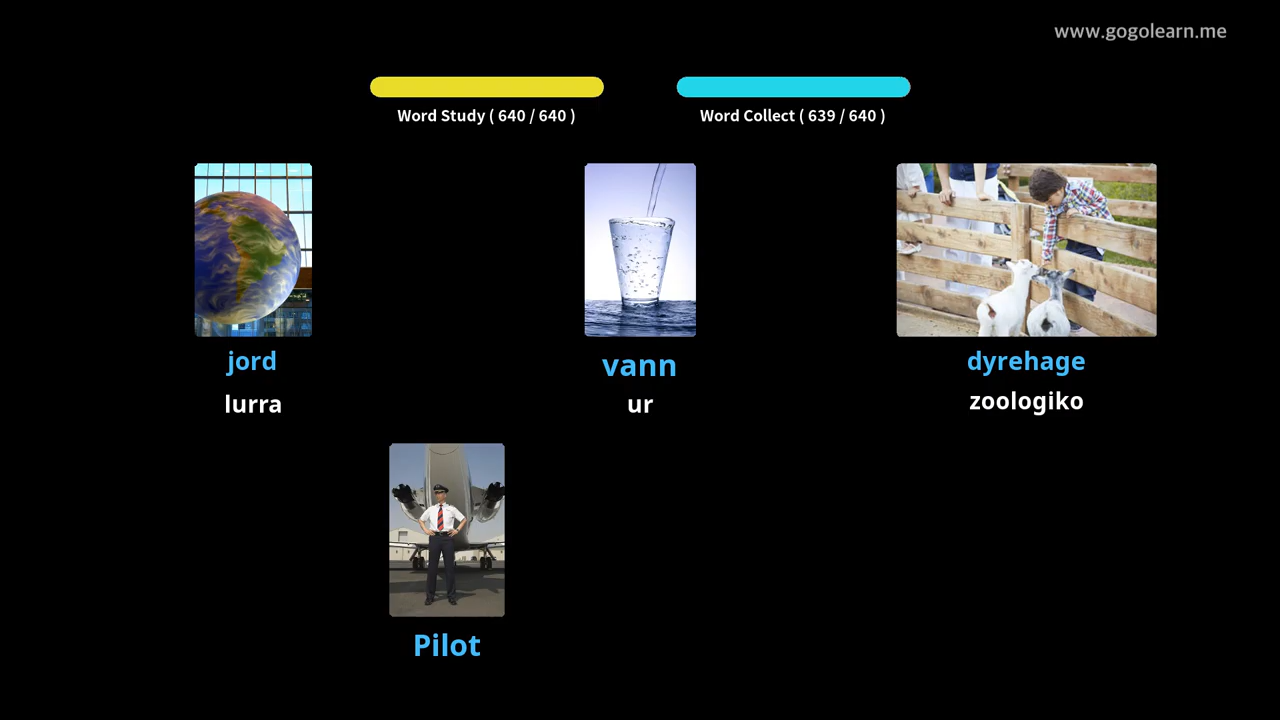 www.gogolearn.me
Word Study ( 640 / 640 )
Word Collect ( 639 / 640 )
jord
lurra
vann
ur
dyrehage
zoologiko
Pilot